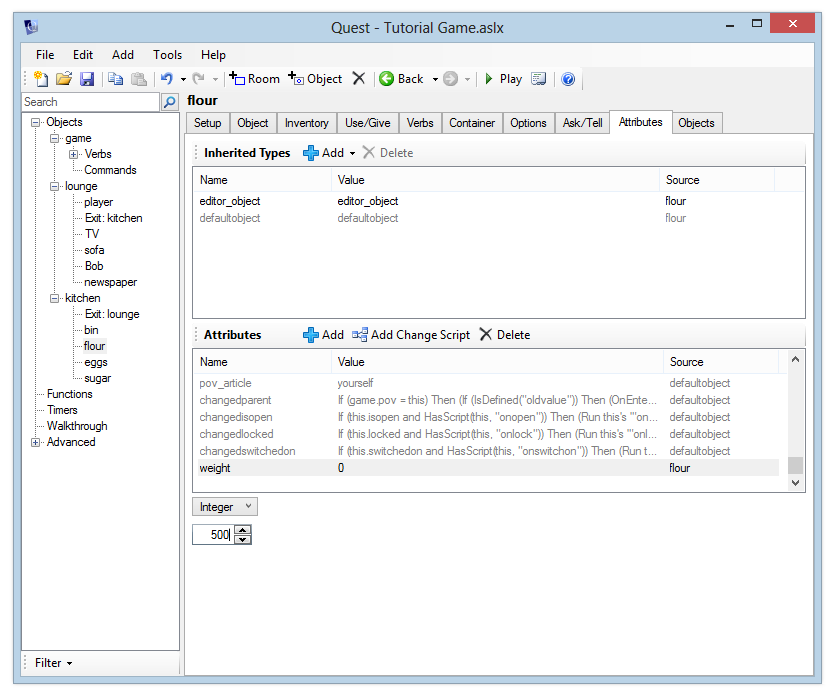 Quest - Tutorial Game.aslx
File Edit Add Tools Help
Room Object Back Play
Search
Objects
game
Verbs
Commands
lounge
player
Exit: kitchen
TV
sofa
Bob
newspaper
kitchen
Exit: lounge
bin
flour
eggs
sugar
Functions
Timers
Walkthrough
Advanced
Filter
flour
Setup Object Inventory Use/Give Verbs Container Options Ask/Tell Attributes Objects
Inherited Types Add Delete
Name Value Source
editor_object editor_object flour
defaultobject defaultobject flour
Attributes Add Add Change Script Delete
Name Value Source
pov_article yourself defaultobject
changedparent If (game.pov = this) Then (If (IsDefined("oldvalue")) Then (OnEnte... defaultobject
changedisopen If (this.isopen and HasScript(this, "onopen")) Then (Run this's "'on... defaultobject
changedlocked If (this.locked and HasScript(this, "onlock")) Then (Run this's "'onl... defaultobject
changedswitchedon If (this.switchedon and HasScript(this, "onswitchon")) Then (Run t... defaultobject
weight 0 flour
Integer
500